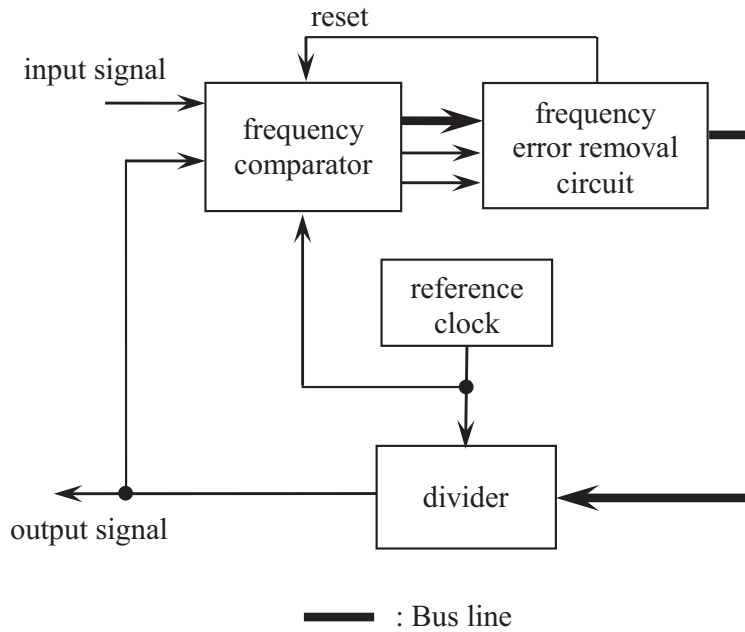 reset
input signal
frequency
comparator
frequency
error removal
circuit
reference
clock
divider
output signal
: Bus line